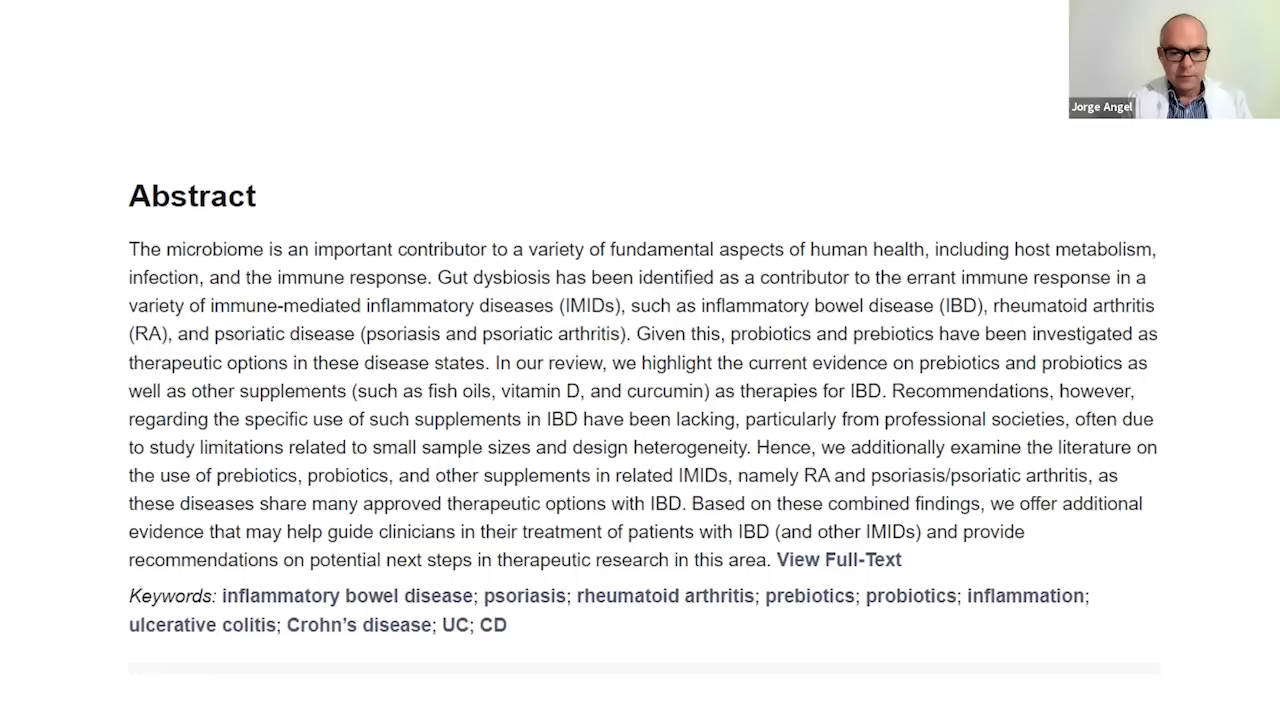 Jorge Angel
Abstract
The microbiome is an important contributor to a variety of fundamental aspects of human health, including host metabolism,
infection, and the immune response. Gut dysbiosis has been identified as a contributor to the errant immune response in a
variety of immune-mediated inflammatory diseases (IMIDs), such as inflammatory bowel disease (IBD), rheumatoid arthritis
(RA), and psoriatic disease (psoriasis and psoriatic arthritis). Given this, probiotics and prebiotics have been investigated as
therapeutic options in these disease states. In our review, we highlight the current evidence on prebiotics and probiotics as
well as other supplements (such as fish oils, vitamin D, and curcumin) as therapies for IBD. Recommendations, however,
regarding the specific use of such supplements in IBD have been lacking, particularly from professional societies, often due
to study limitations related to small sample sizes and design heterogeneity. Hence, we additionally examine the literature on
the use of prebiotics, probiotics, and other supplements in related IMIDs, namely RA and psoriasis/psoriatic arthritis, as
these diseases share many approved therapeutic options with IBD. Based on these combined findings, we offer additional
evidence that may help guide clinicians in their treatment of patients with IBD (and other IMIDs) and provide
recommendations on potential next steps in therapeutic research in this area. View Full-Text
Keywords: inflammatory bowel disease; psoriasis; rheumatoid arthritis; prebiotics; probiotics; inflammation;
ulcerative colitis; Crohn’s disease; UC; CD